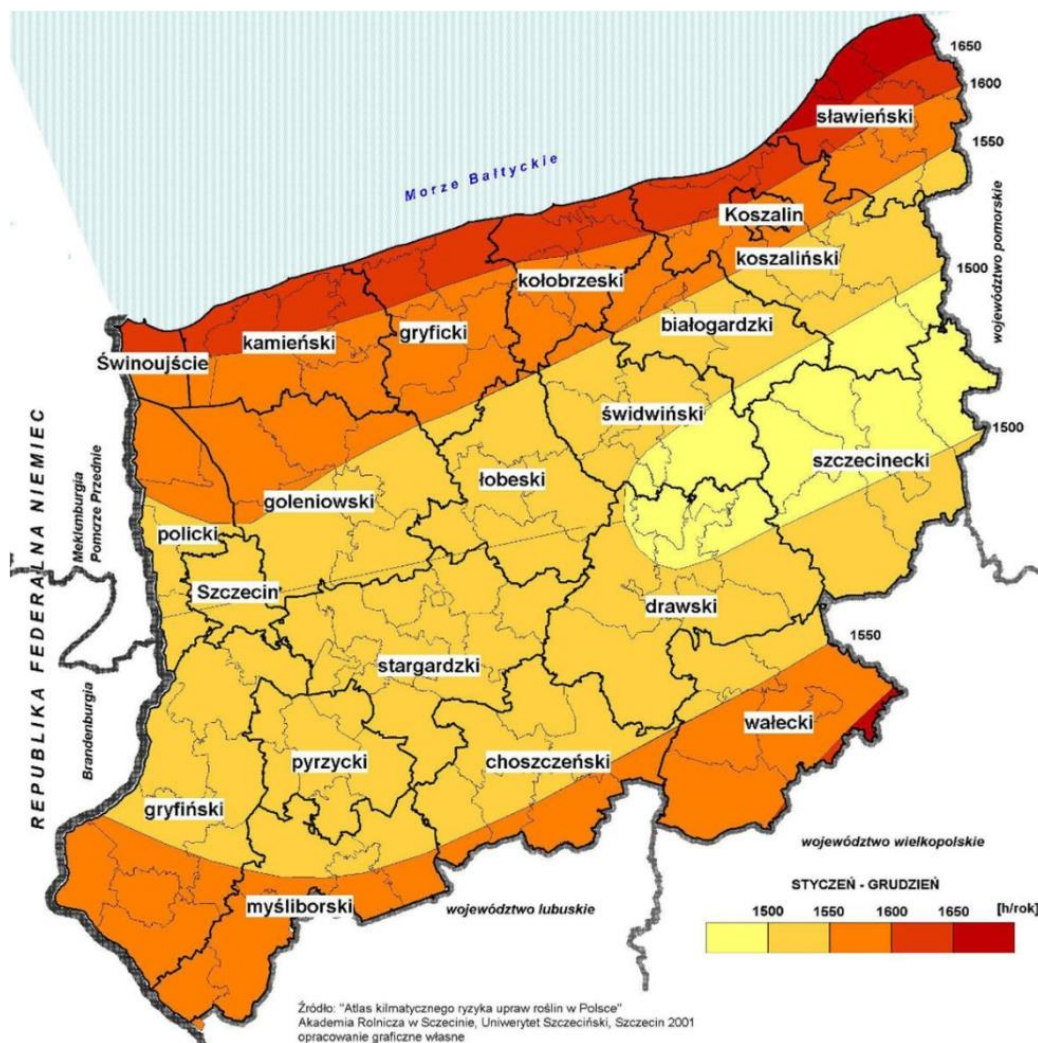 1650
1600
sławieński
1550
Morze Bałtyckie
województwo pomorskie
Koszalin
koszaliński
1500
kołobrzeski
gryficki
kamieński
białogardzki
Świnoujście
świdwiński
1500
szczecinecki
REPUBLIKA FEDERALNA NIEMIEC
Meklemburgia
Pomorze Przednie
goleniowski
łobeski
policki
Szczecin
drawski
1550
stargardzki
Brandenburgia
wałecki
pyrzycki
choszczeński
gryfiński
województwo wielkopolskie
STYCZEŃ - GRUDZIEŃ
myśliborski
województwo lubuskie
1500 1550 1600 1650 [h/rok]
Źródło: "Atlas kilmatycznego ryzyka upraw roślin w Polsce"
Akademia Rolnicza w Sczecinie, Uniwerytet Szczeciński, Szczecin 2001
opracowanie graficzne własne